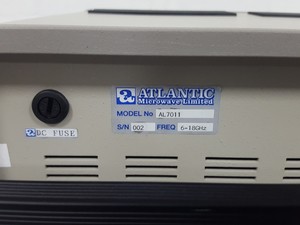 a ATLANTIC
Microwave Limited
MODEL No AL7011
a DC FUSE
S/N 002 FREQ 6-18GHz